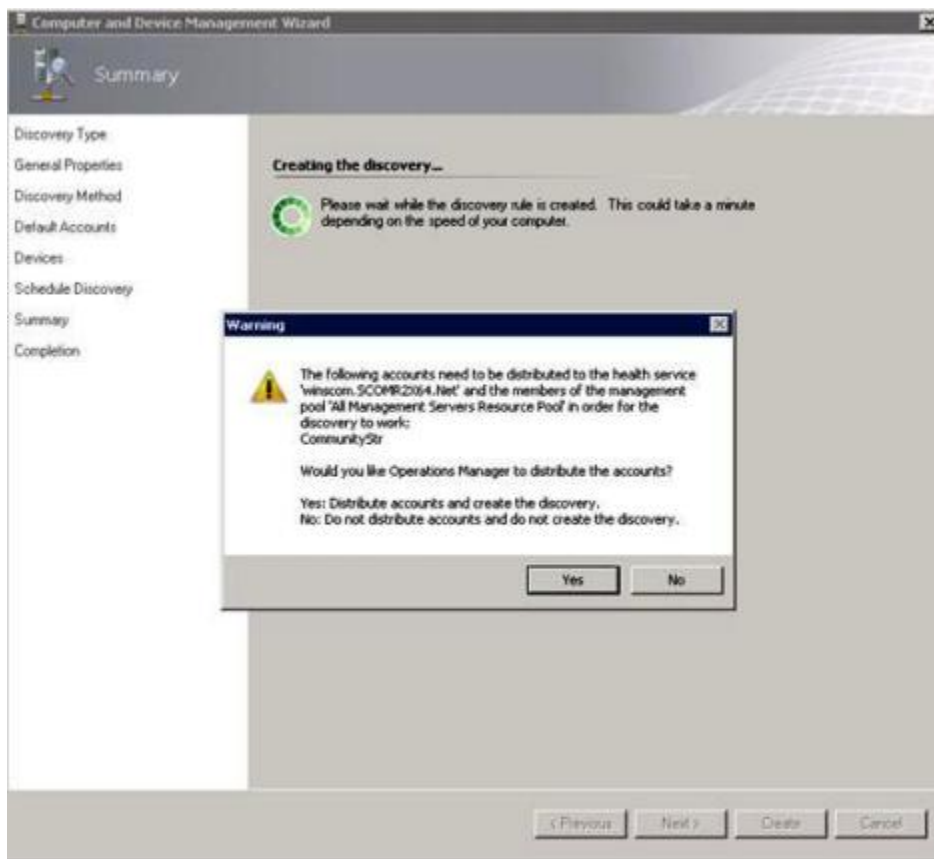 Computer and Device Management Wizard
Summary
Discovery Type
General Properties
Discovery Method
Default Accounts
Devices
Schedule Discovery
Summary
Completion
Creating the discovery...
Please wait while the discovery rule is created. This could take a minute
depending on the speed of your computer.
Warning
The following accounts need to be distributed to the health service
'winscom.SCOMR2X64.Net' and the members of the management
pool 'All Management Servers Resource Pool' in order for the
discovery to work:
CommunityStr
Would you like Operations Manager to distribute the accounts?
Yes: Distribute accounts and create the discovery.
No: Do not distribute accounts and do not create the discovery.
Yes
No
< Previous
Next >
Create
Cancel